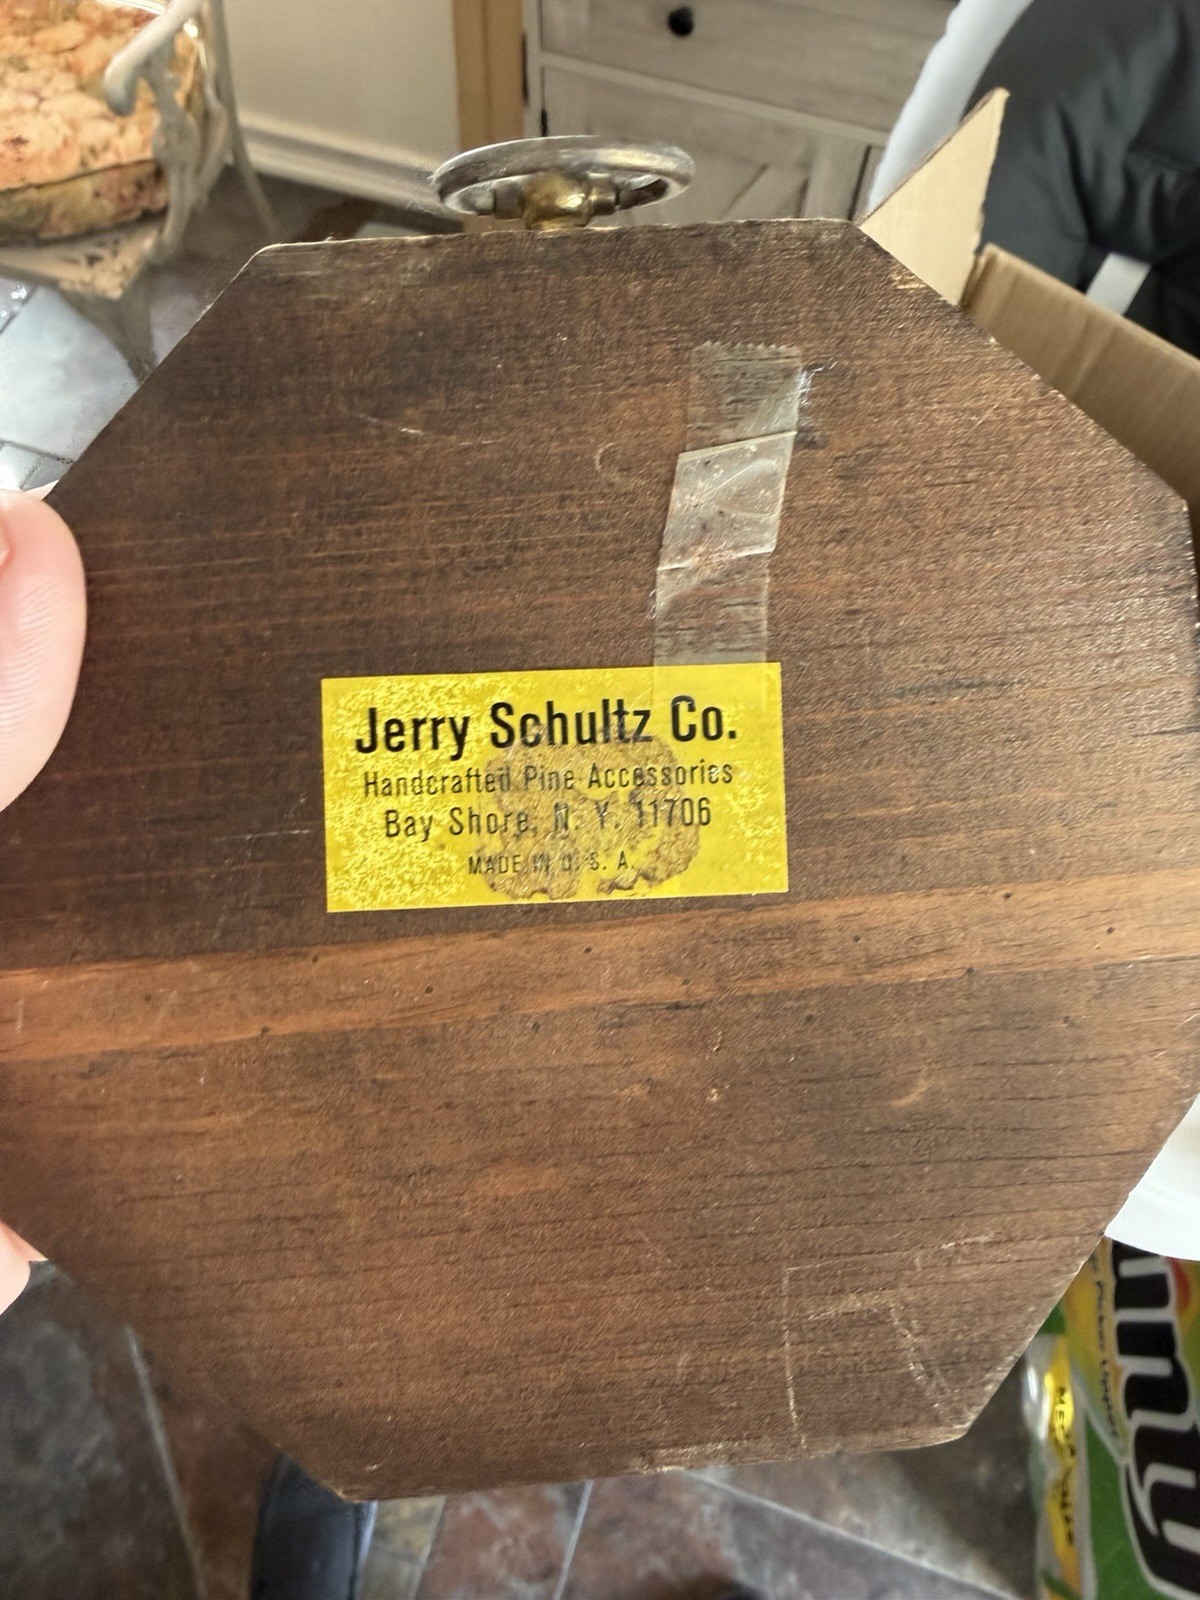 Jerry Schultz Co.
Handcrafted Pine Accessories
Bay Shore, N. Y. 11706
MADE IN U. S. A.